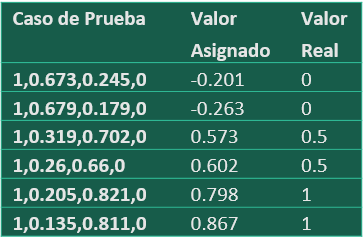 Caso de Prueba Valor Asignado Valor Real
1,0.673,0.245,0 -0.201 0
1,0.679,0.179,0 -0.263 0
1,0.319,0.702,0 0.573 0.5
1,0.26,0.66,0 0.602 0.5
1,0.205,0.821,0 0.798 1
1,0.135,0.811,0 0.867 1